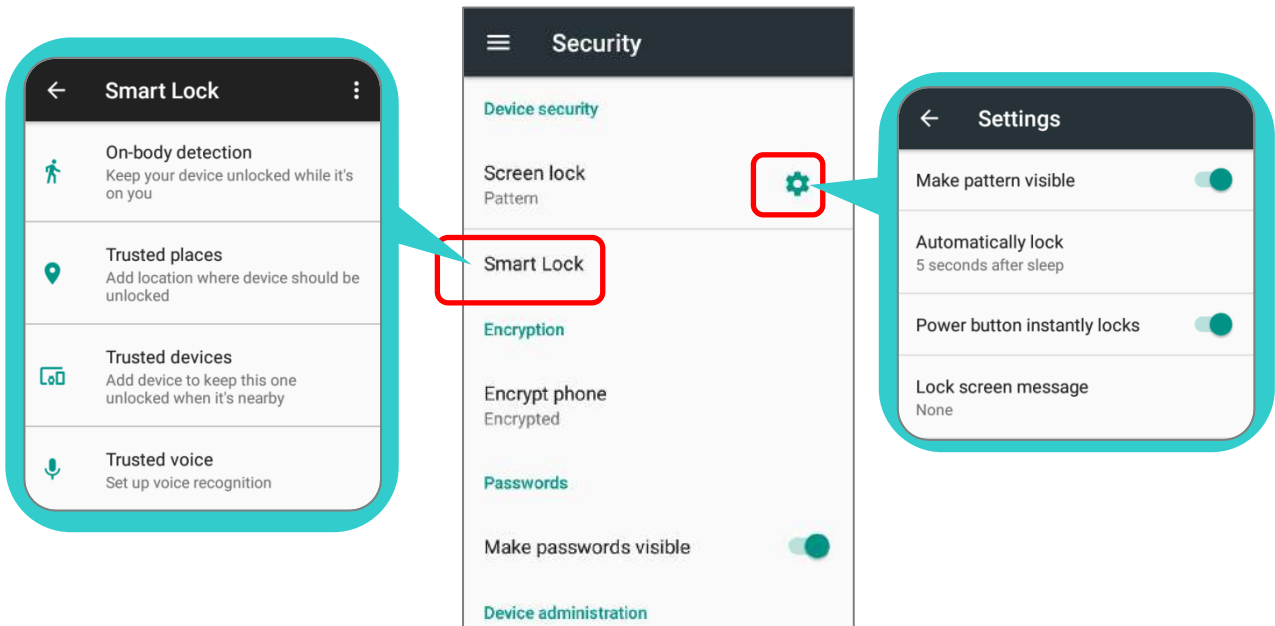 Smart Lock
On-body detection
Keep your device unlocked while it's
on you
Trusted places
Add location where device should be
unlocked
Trusted devices
Add device to keep this one
unlocked when it's nearby
Trusted voice
Set up voice recognition
Security
Device security
Screen lock
Pattern
Smart Lock
Encryption
Encrypt phone
Encrypted
Passwords
Make passwords visible
Device administration
Settings
Make pattern visible
Automatically lock
5 seconds after sleep
Power button instantly locks
Lock screen message
None